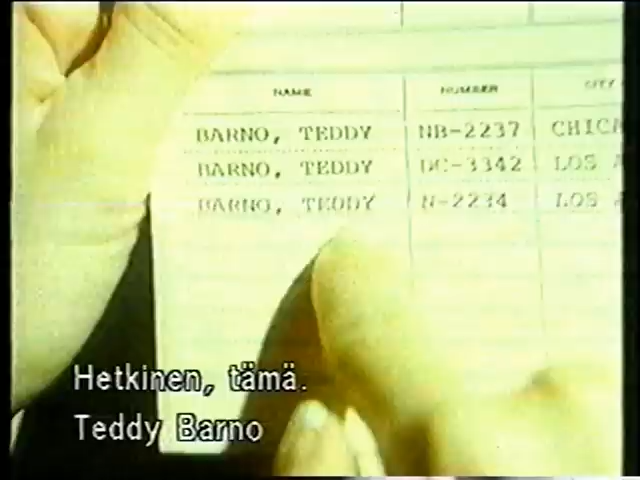 NAME NUMBER CITY
BARNO, TEDDY NB-2237 CHICA
BARNO, TEDDY DC-3342 LOS A
BARNO, TEDDY N-2234 LOS A
Hetkinen, tämä.
Teddy Barno